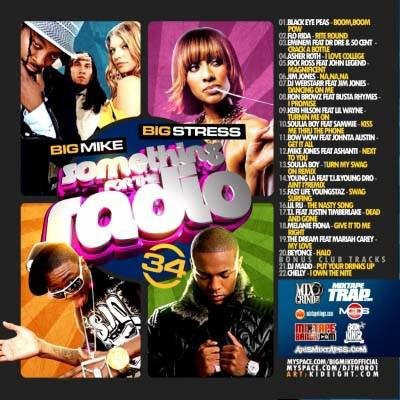 BIG MIKE
BIG STRESS
something
FOR THE
radio
34
01.BLACK EYE PEAS - BOOM,BOOM
POW
02.FLO RIDA - RITE ROUND
03.EMINEM FEAT DR DRE & 50 CENT -
CRACK A BOTTLE
04.ASHER ROTH - I LOVE COLLEGE
05.RICK ROSS FEAT JOHN LEGEND -
MAGNIFICENT
06.JIM JONES - NA,NA,NA
07.DJ WEBSTARR FEAT JIM JONES -
DANCING ON ME
08.RON BROWZ FEAT BUSTA RHYMES
- I PROMISE
09.KERI HILSON FEAT LIL WAYNE -
TURNIN ME ON
10.SOULJA BOY FEAT SAMMIE - KISS
ME THRU THE PHONE
11.BOW WOW FEAT JOHNTA AUSTIN -
GET IT ALL
12.MIKE JONES FEAT ASHANTI - NEXT
TO YOU
13.SOULJA BOY - TURN MY SWAG
ON REMIX
14.YOUNG LA FEAT T.I.&YOUNG DRO
- AINT I?REMIX
15.FAST LIFE YOUNGSTAZ - SWAG
SURFING
16.LIL RU - THE NASTY SONG
17.T.I. FEAT JUSTIN TIMBERLAKE - DEAD
AND GONE
18.MELANIE FIONA - GIVE IT TO ME
RIGHT
19.THE DREAM FEAT MARIAH CAREY -
MY LOVE
20.BEYONCE - HALO
BONUS CLUB TRACKS
21.DJ MADD - PUT YOUR DRINKS UP
22.CHELLY - I OWN THE NITE
MIXTAPE
TRAP
MYSPACE.COM/BIGMIKEOFFICIAL
MYSPACE.COM/DJTHORO1
ART: KIDEIGHT.COM